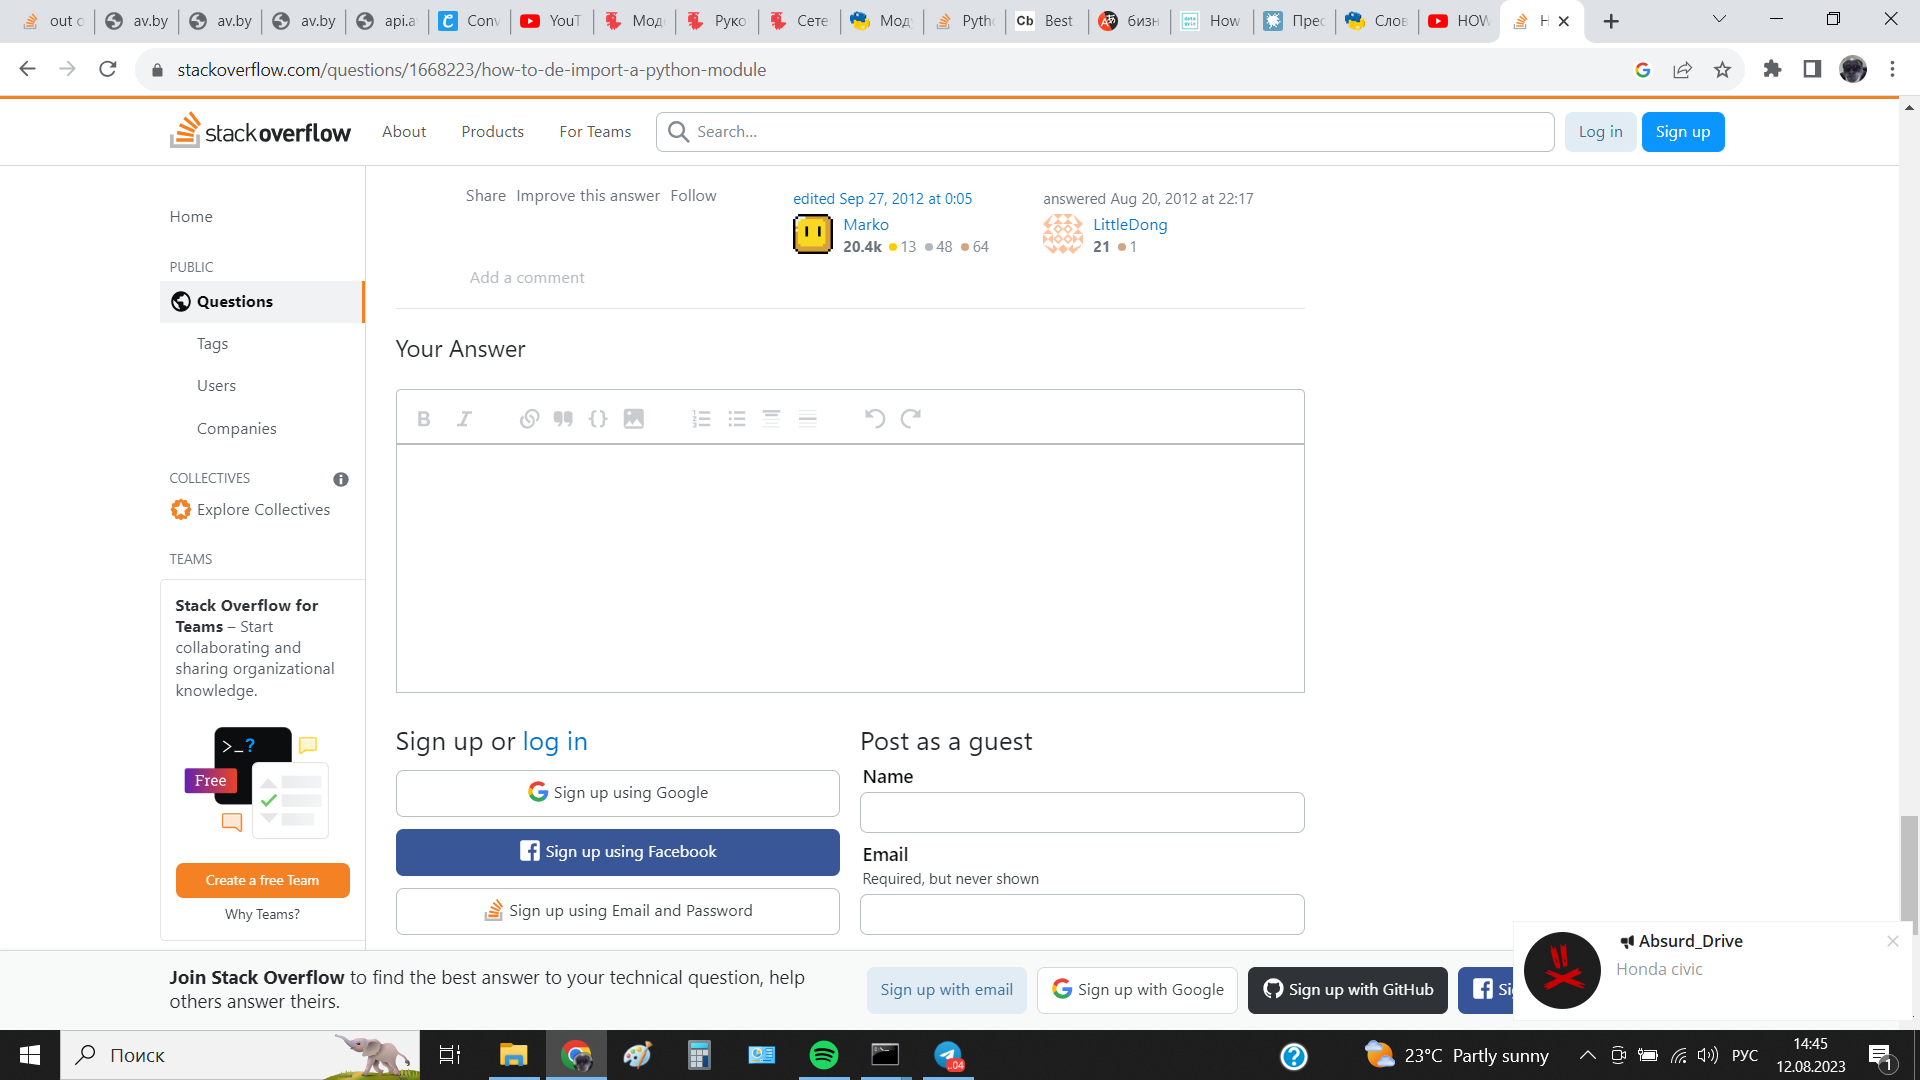 out o
av.by
av.by
av.by
api.a
Conv
YouT
Мод
Руко
Сете
Мод
Pyth
Cb Best
бизн
How
Прес
Слов
HOW
H
stackoverflow.com/questions/1668223/how-to-de-import-a-python-module
stackoverflow
About
Products
For Teams
Search...
Log in
Sign up
Home
PUBLIC
Questions
Tags
Users
Companies
COLLECTIVES
Explore Collectives
TEAMS
Stack Overflow for
Teams – Start
collaborating and
sharing organizational
knowledge.
>_?
Free
Create a free Team
Why Teams?
Share Improve this answer Follow
edited Sep 27, 2012 at 0:05
Marko
20.4k 13 48 64
answered Aug 20, 2012 at 22:17
LittleDong
21 1
Add a comment
Your Answer
B I
Sign up or log in
Sign up using Google
Sign up using Facebook
Sign up using Email and Password
Post as a guest
Name
Email
Required, but never shown
Join Stack Overflow to find the best answer to your technical question, help
others answer theirs.
Sign up with email
Sign up with Google
Sign up with GitHub
Si
Absurd_Drive
Honda civic
Поиск
04
23°C Partly sunny
РУС
14:45
12.08.2023
1